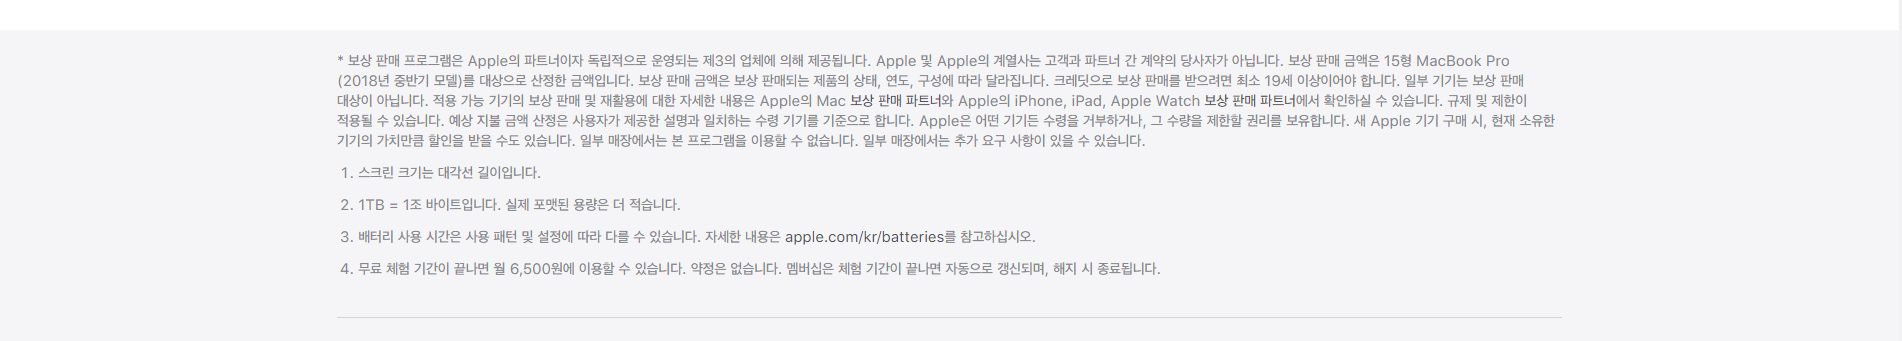 * 보상 판매 프로그램은 Apple의 파트너이자 독립적으로 운영되는 제3의 업체에 의해 제공됩니다. Apple 및 Apple의 계열사는 고객과 파트너 간 계약의 당사자가 아닙니다. 보상 판매 금액은 15형 MacBook Pro
(2018년 중반기 모델)를 대상으로 산정한 금액입니다. 보상 판매 금액은 보상 판매되는 제품의 상태, 연도, 구성에 따라 달라집니다. 크레딧으로 보상 판매를 받으려면 최소 19세 이상이어야 합니다. 일부 기기는 보상 판매
대상이 아닙니다. 적용 가능 기기의 보상 판매 및 재활용에 대한 자세한 내용은 Apple의 Mac 보상 판매 파트너와 Apple의 iPhone, iPad, Apple Watch 보상 판매 파트너에서 확인하실 수 있습니다. 규제 및 제한이
적용될 수 있습니다. 예상 지불 금액 산정은 사용자가 제공한 설명과 일치하는 수령 기기를 기준으로 합니다. Apple은 어떤 기기든 수령을 거부하거나, 그 수량을 제한할 권리를 보유합니다. 새 Apple 기기 구매 시, 현재 소유한
기기의 가치만큼 할인을 받을 수도 있습니다. 일부 매장에서는 본 프로그램을 이용할 수 없습니다. 일부 매장에서는 추가 요구 사항이 있을 수 있습니다.
1. 스크린 크기는 대각선 길이입니다.
2. 1TB = 1조 바이트입니다. 실제 포맷된 용량은 더 적습니다.
3. 배터리 사용 시간은 사용 패턴 및 설정에 따라 다를 수 있습니다. 자세한 내용은 apple.com/kr/batteries를 참고하십시오.
4. 무료 체험 기간이 끝나면 월 6,500원에 이용할 수 있습니다. 약정은 없습니다. 멤버십은 체험 기간이 끝나면 자동으로 갱신되며, 해지 시 종료됩니다.